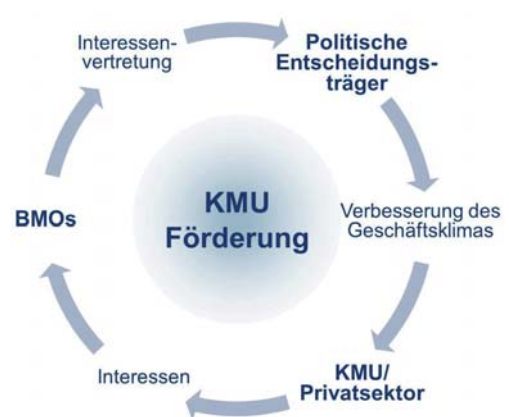 Interessen-
vertretung
Politische
Entscheidungs-
träger
KMU
Förderung
BMOs
Verbesserung des
Geschäftsklimas
Interessen
KMU/
Privatsektor